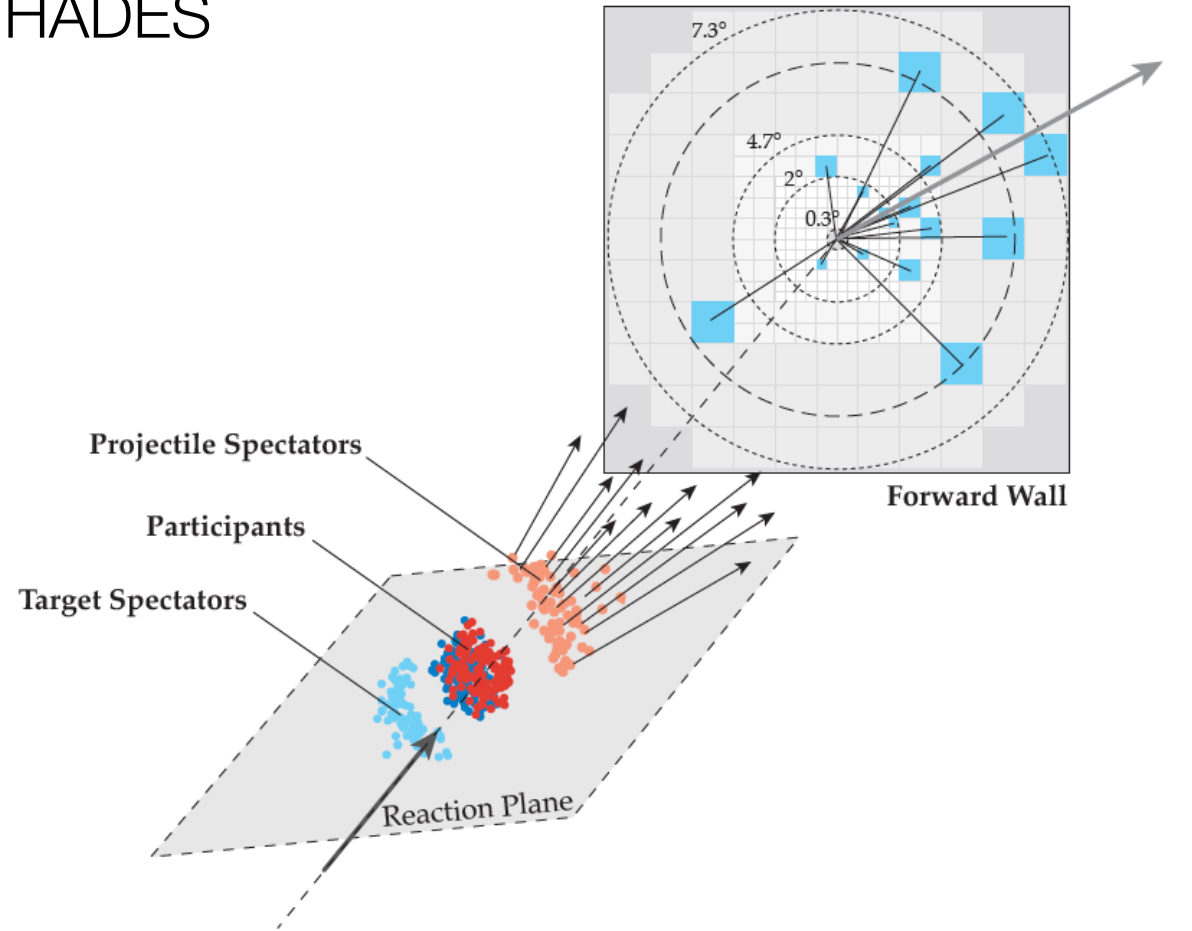 HADES
7.3°
4.7°
2°
0.3°
Projectile Spectators
Forward Wall
Participants
Target Spectators
Reaction Plane